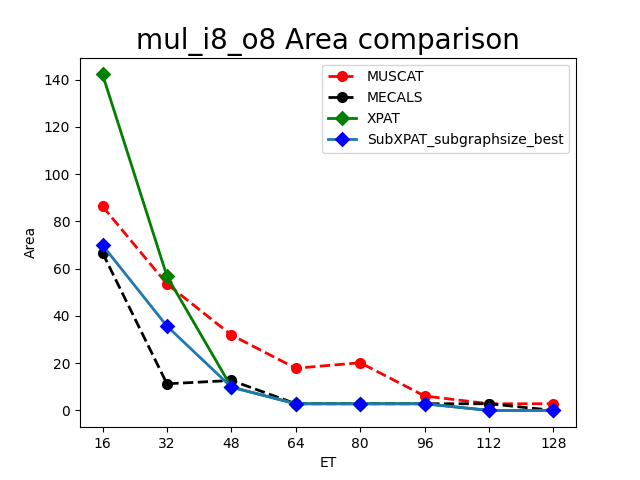 mul_i8_o8 Area comparison
MUSCAT
MECALS
XPAT
SubXPAT_subgraphsize_best
Area
140
120
100
80
60
40
20
0
16 32 48 64 80 96 112 128
ET